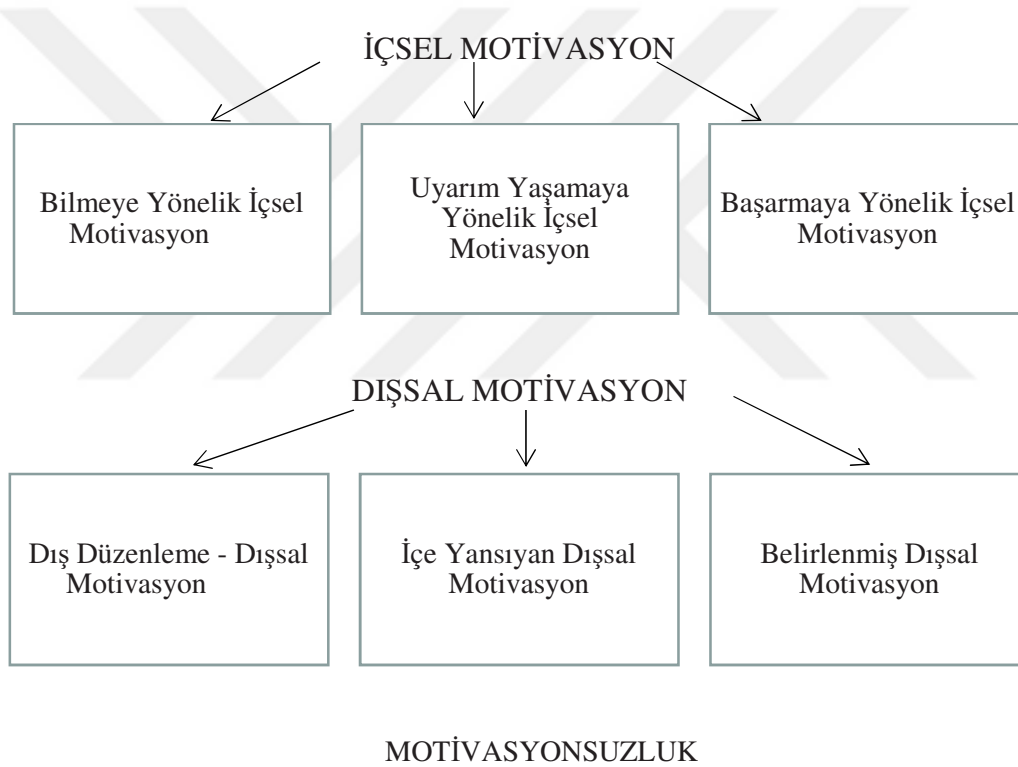 İÇSEL MOTİVASYON
Bilmeye Yönelik İçsel
Motivasyon
Uyarım Yaşamaya
Yönelik İçsel
Motivasyon
Başarmaya Yönelik İçsel
Motivasyon
DIŞSAL MOTİVASYON
Dış Düzenleme - Dışsal
Motivasyon
İçe Yansıyan Dışsal
Motivasyon
Belirlenmiş Dışsal
Motivasyon
MOTİVASYONSUZLUK